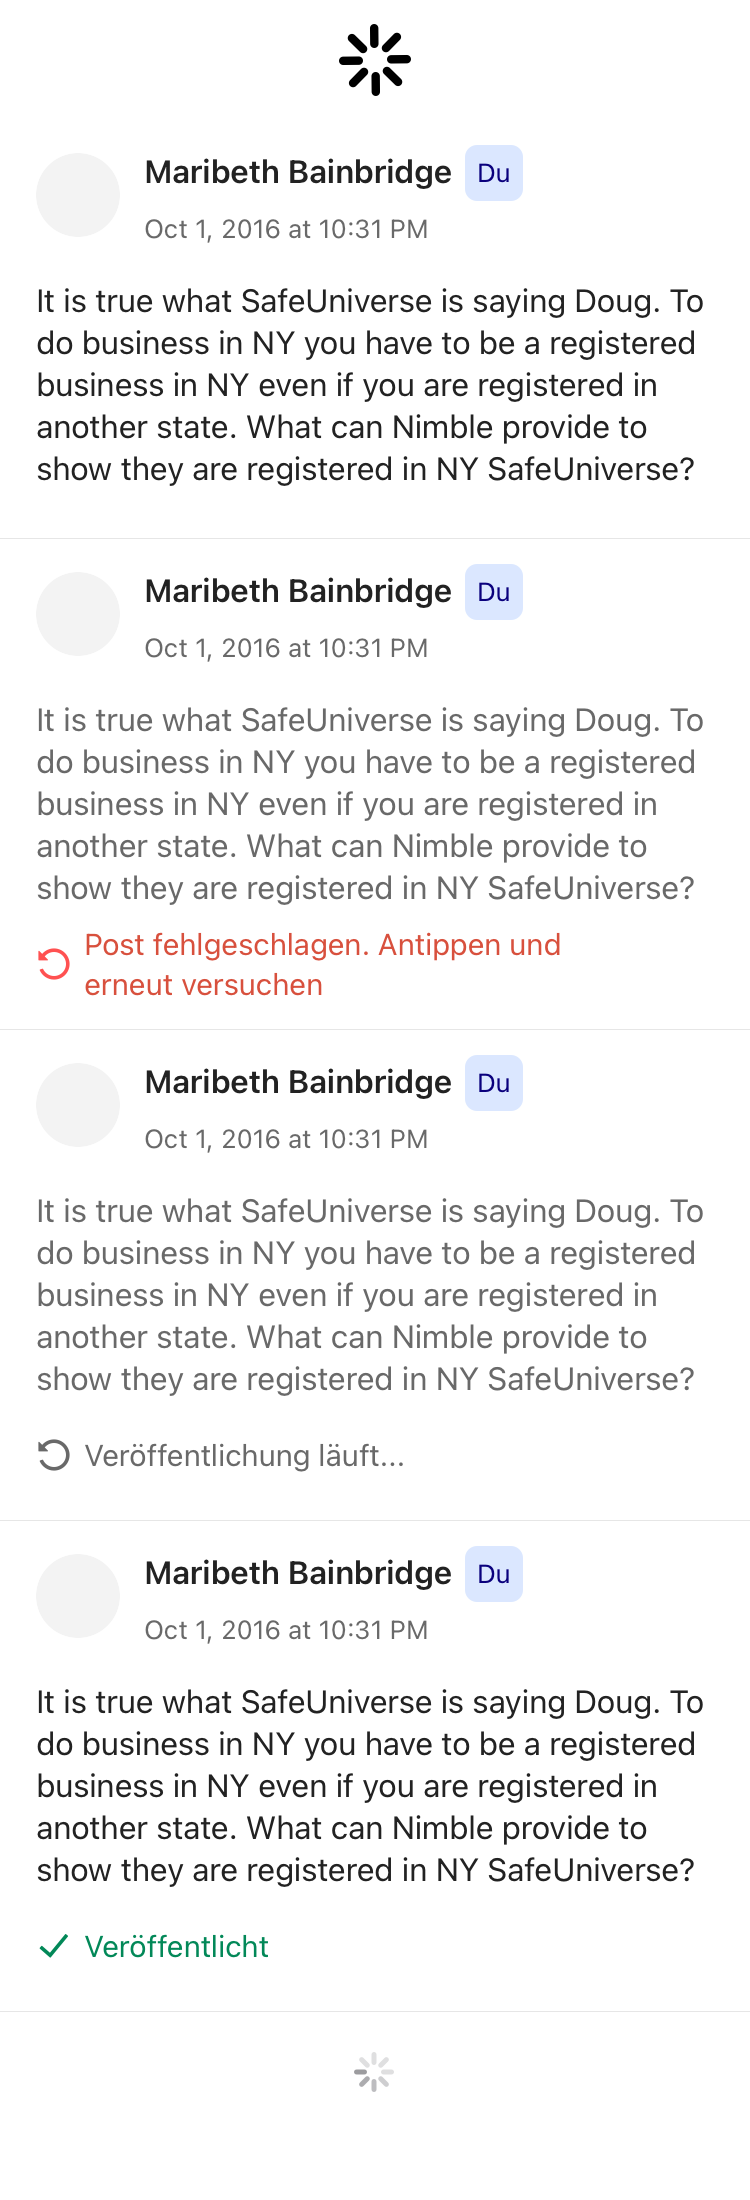 Maribeth Bainbridge Du
Oct 1, 2016 at 10:31 PM
It is true what SafeUniverse is saying Doug. To
do business in NY you have to be a registered
business in NY even if you are registered in
another state. What can Nimble provide to
show they are registered in NY SafeUniverse?
Maribeth Bainbridge Du
Oct 1, 2016 at 10:31 PM
It is true what SafeUniverse is saying Doug. To
do business in NY you have to be a registered
business in NY even if you are registered in
another state. What can Nimble provide to
show they are registered in NY SafeUniverse?
Post fehlgeschlagen. Antippen und
erneut versuchen
Maribeth Bainbridge Du
Oct 1, 2016 at 10:31 PM
It is true what SafeUniverse is saying Doug. To
do business in NY you have to be a registered
business in NY even if you are registered in
another state. What can Nimble provide to
show they are registered in NY SafeUniverse?
Veröffentlichung läuft...
Maribeth Bainbridge Du
Oct 1, 2016 at 10:31 PM
It is true what SafeUniverse is saying Doug. To
do business in NY you have to be a registered
business in NY even if you are registered in
another state. What can Nimble provide to
show they are registered in NY SafeUniverse?
Veröffentlicht